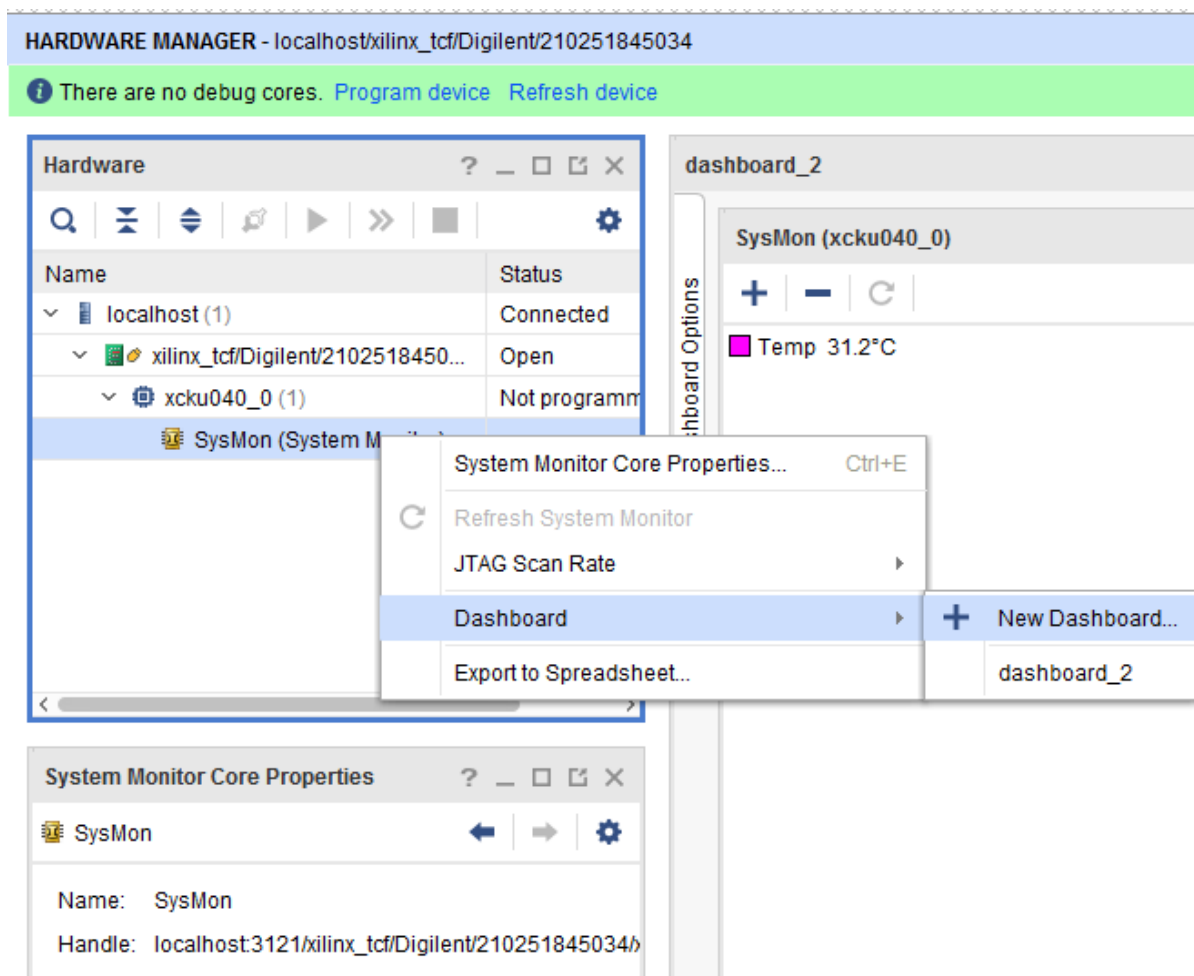 HARDWARE MANAGER - localhost/xilinx_tcf/Digilent/210251845034
There are no debug cores. Program device Refresh device
Hardware
Name Status
localhost (1) Connected
xilinx_tcf/Digilent/2102518450... Open
xcku040_0 (1) Not programm
SysMon (System M
System Monitor Core Properties... Ctrl+E
Refresh System Monitor
JTAG Scan Rate
Dashboard
Export to Spreadsheet...
New Dashboard...
dashboard_2
dashboard_2
shboard Options
SysMon (xcku040_0)
Temp 31.2°C
System Monitor Core Properties
SysMon
Name: SysMon
Handle: localhost:3121/xilinx_tcf/Digilent/210251845034/